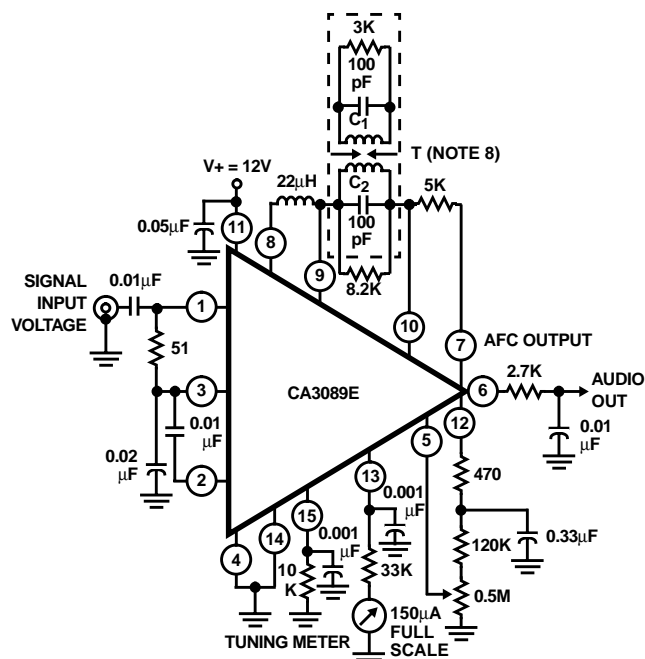 3K
100
pF
C1
T (NOTE 8)
V+ = 12V
22μH
C2
5K
0.05μF
11
8
100
pF
9
8.2K
SIGNAL
INPUT
VOLTAGE
0.01μF
1
10
7
AFC OUTPUT
51
3
CA3089E
6
2.7K
AUDIO
OUT
0.01
μF
0.02
μF
2
5
12
0.01
μF
13
470
4
14
15
0.001
μF
0.001
μF
0.33μF
120K
10
K
33K
0.5M
150μA
FULL
SCALE
TUNING METER